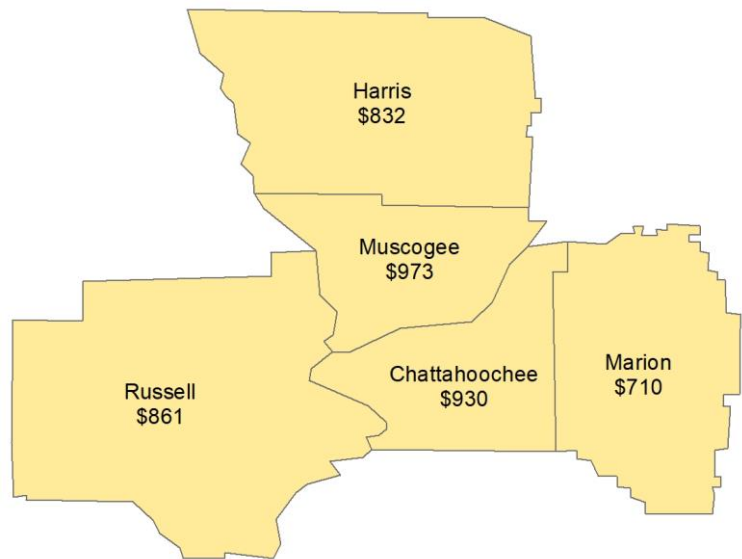 Harris
$832
Muscogee
$973
Russell
$861
Chattahoochee
$930
Marion
$710